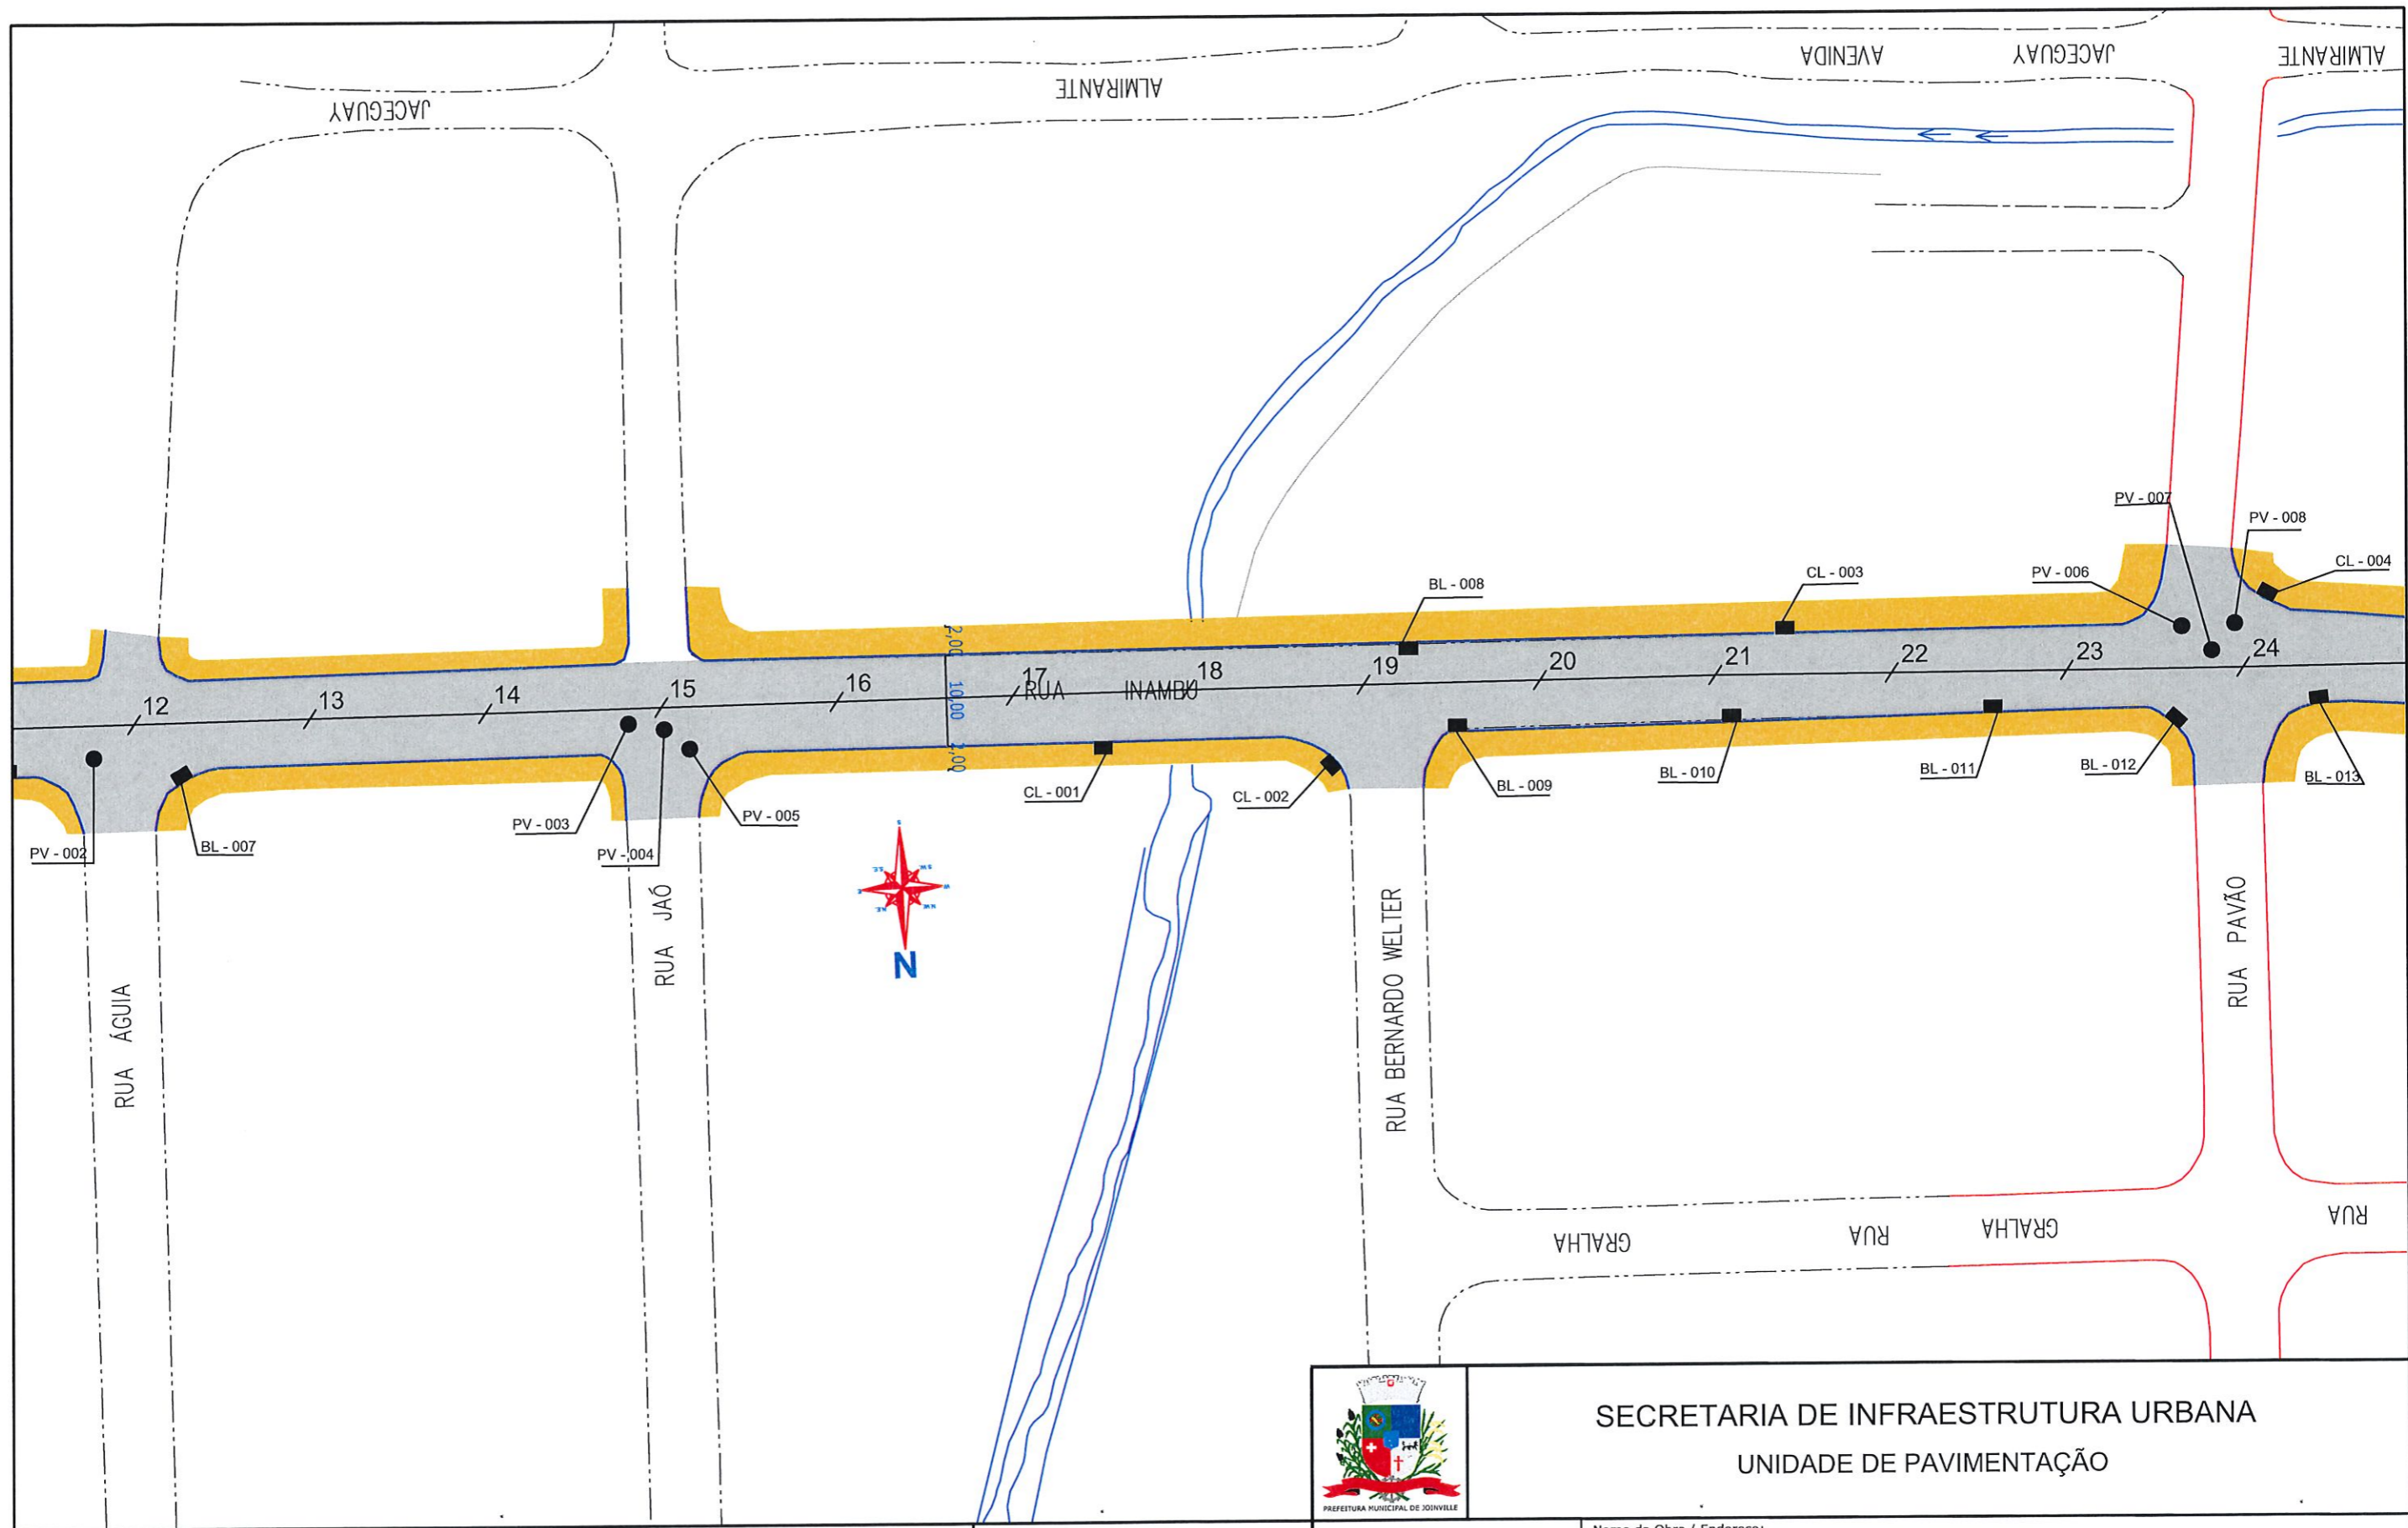 AVENIDA
JACEGUAY
ALMIRANTE
ALMIRANTE
JACEGUAY
PV - 007
PV - 008
CL - 004
PV - 006
CL - 003
BL - 008
2,00
10,00
2,00
12
13
14
15
16
17
18
19
20
21
22
23
24
RUA INAMBÚ
CL - 001
CL - 002
BL - 009
BL - 010
BL - 011
BL - 012
BL - 013
PV - 002
BL - 007
PV - 003
PV - 004
PV - 005
S
S.E.
S.W.
E
W
N.E.
N.W.
N
RUA ÁGUIA
RUA JAÓ
RUA BERNARDO WELTER
RUA PAVÃO
GRALHA
RUA
GRALHA
RUA
SECRETARIA DE INFRAESTRUTURA URBANA
UNIDADE DE PAVIMENTAÇÃO
PREFEITURA MUNICIPAL DE JOINVILLE